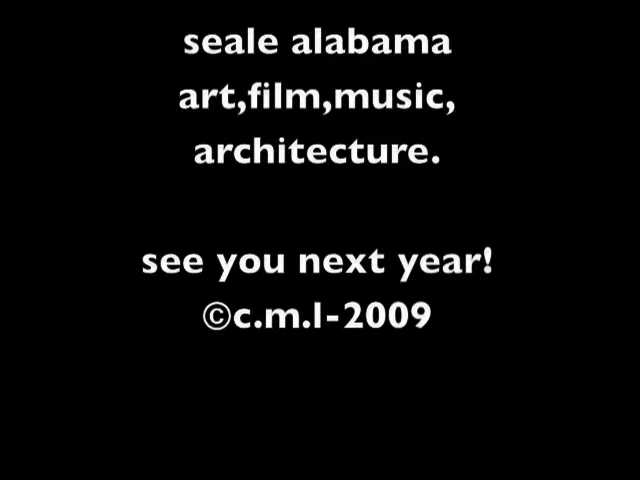 seale alabama
art,film,music,
architecture.
see you next year!
©c.m.l-2009